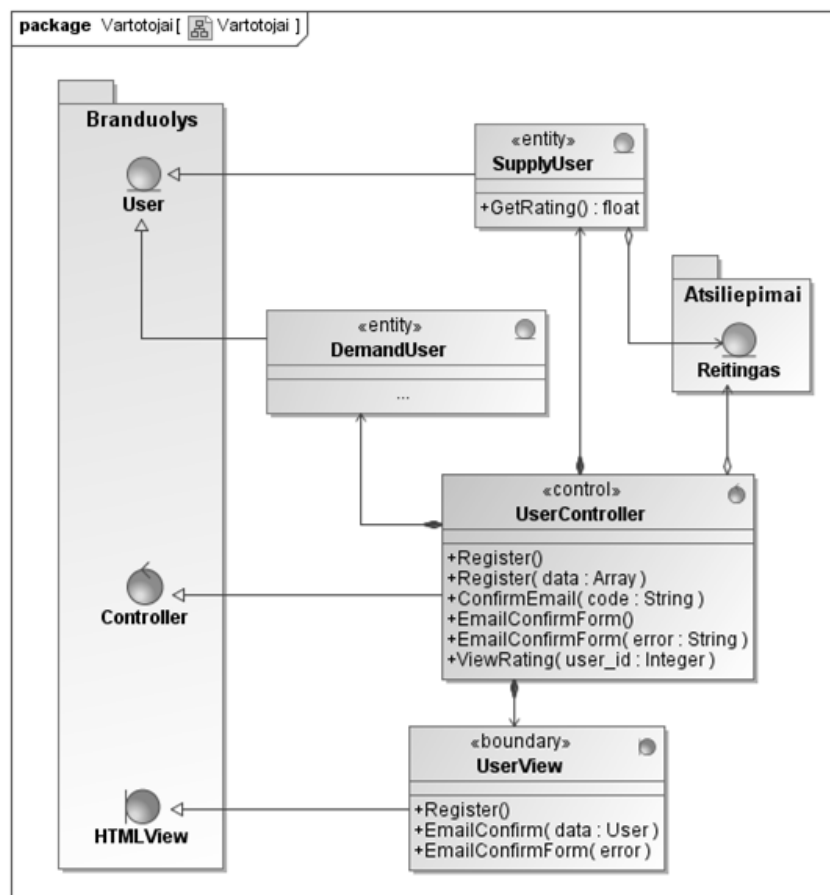 package Vartotojai [ Vartotojai ]
Branduolys
User
«entity»
SupplyUser
+GetRating() : float
Atsiliepimai
Reitingas
«entity»
DemandUser
...
«control»
UserController
+Register()
+Register( data : Array )
+ConfirmEmail( code : String )
+EmailConfirmForm()
+EmailConfirmForm( error : String )
+ViewRating( user_id : Integer )
Controller
«boundary»
UserView
+Register()
+EmailConfirm( data : User )
+EmailConfirmForm( error )
HTMLView